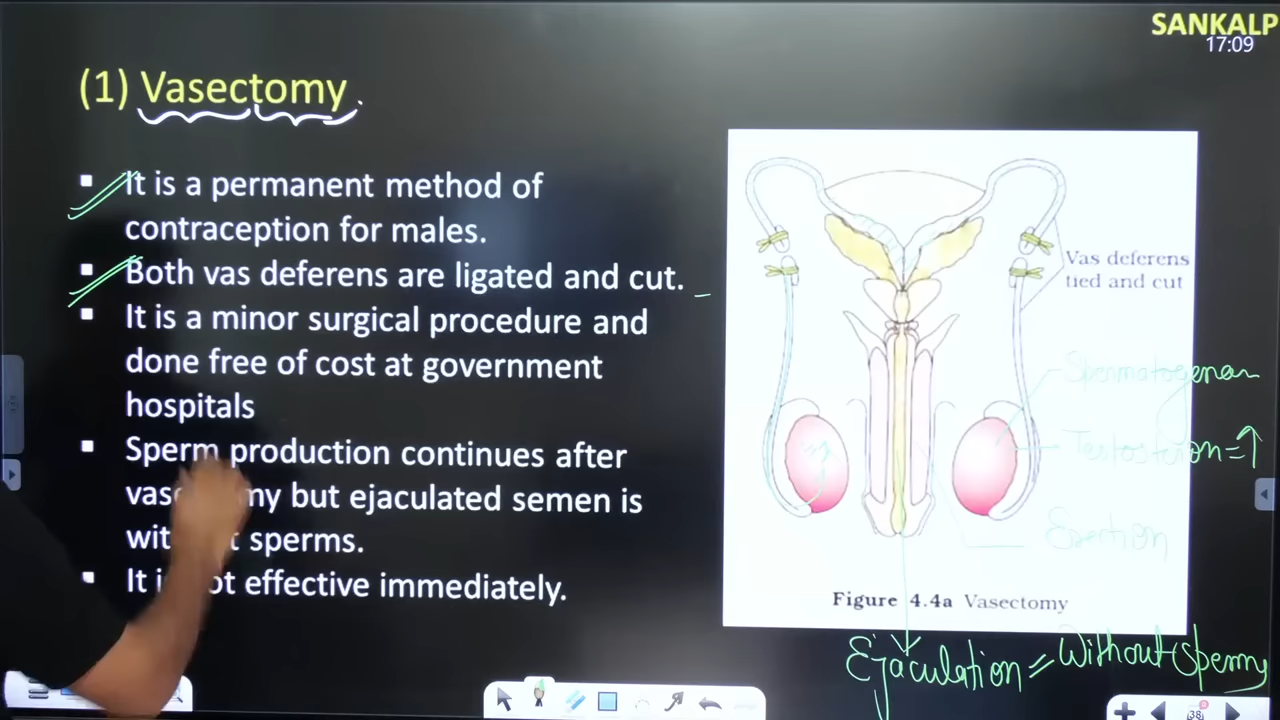 SANKALP
17:09
(1) Vasectomy
▪ It is a permanent method of
contraception for males.
▪ Both vas deferens are ligated and cut.
▪ It is a minor surgical procedure and
done free of cost at government
hospitals
▪ Sperm production continues after
vas my but ejaculated semen is
wit t sperms.
▪ It i ot effective immediately.
Vas deferens
tied and cut
Testosteron = ↑
Erection
Figure 4.4a Vasectomy
Ejaculation = Without sperms
38